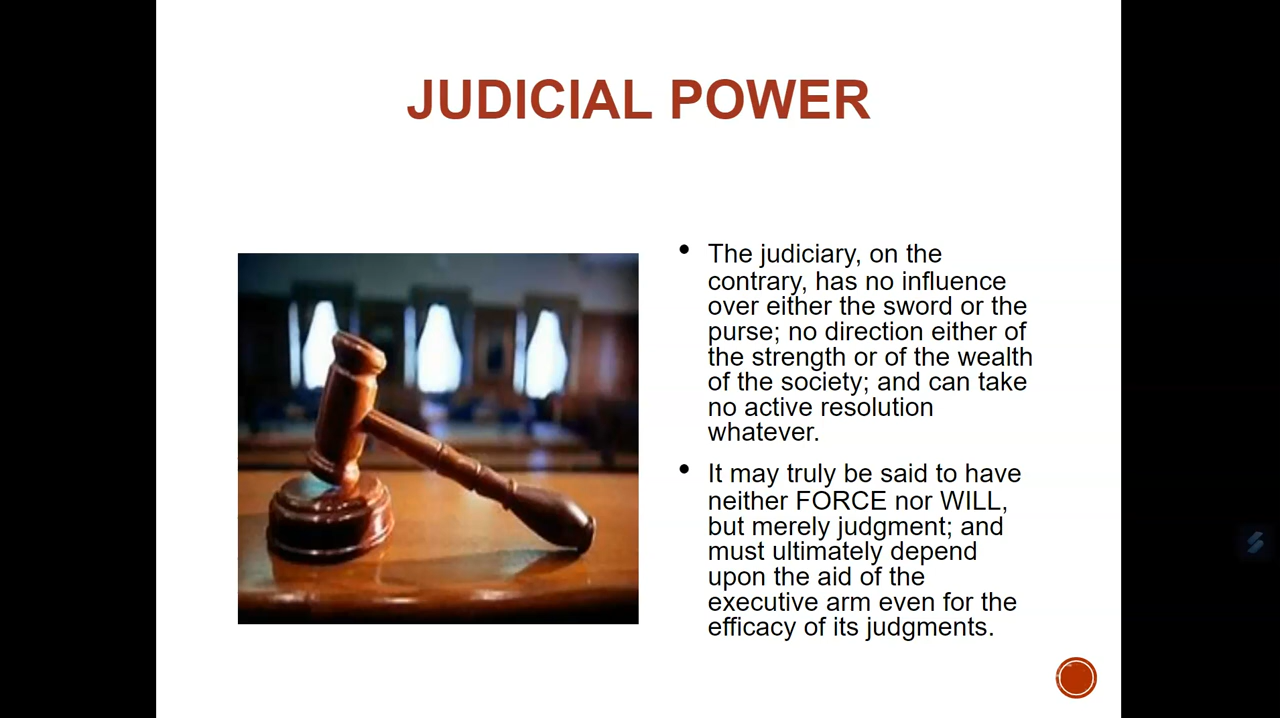 JUDICIAL POWER
• The judiciary, on the
contrary, has no influence
over either the sword or the
purse; no direction either of
the strength or of the wealth
of the society; and can take
no active resolution
whatever.
• It may truly be said to have
neither FORCE nor WILL,
but merely judgment; and
must ultimately depend
upon the aid of the
executive arm even for the
efficacy of its judgments.